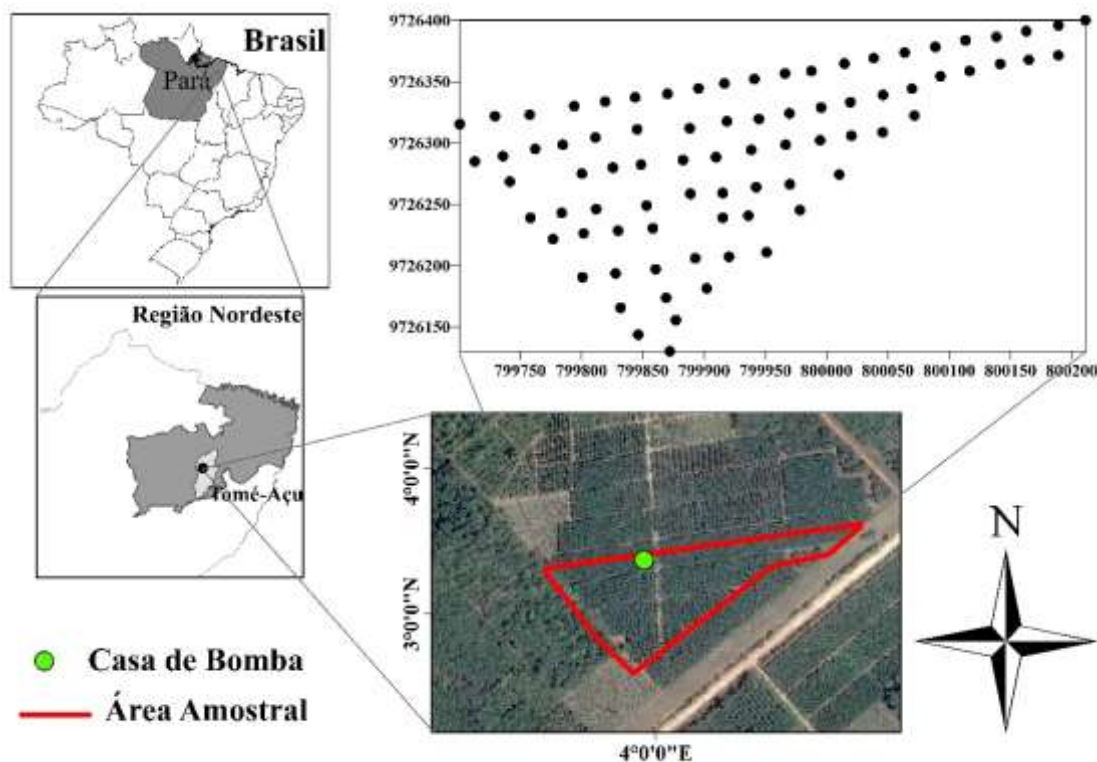 Brasil
Pará
Região Nordeste
Tomé-Açu
9726400
9726350
9726300
9726250
9726200
9726150
799750 799800 799850 799900 799950 800000 800050 800100 800150 800200
4°0'0"N
3°0'0"N
4°0'0"E
N
Casa de Bomba
Área Amostral